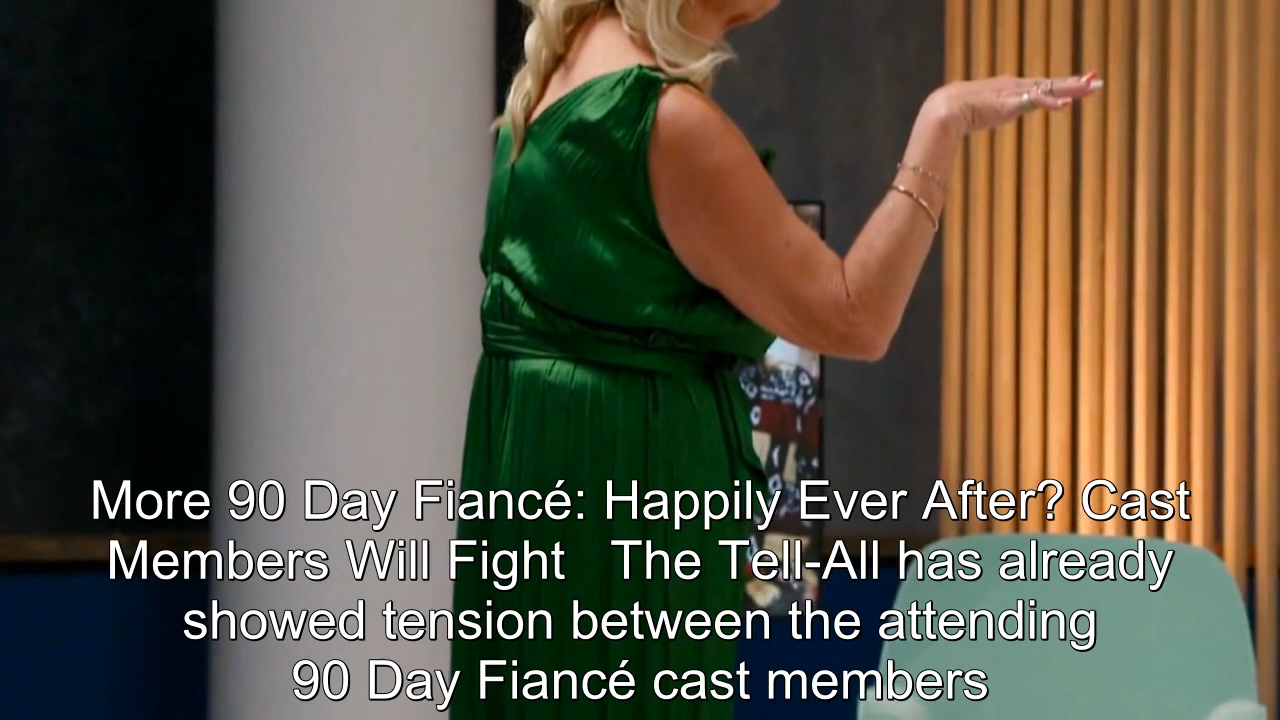 More 90 Day Fiancé: Happily Ever After? Cast
Members Will Fight   The Tell-All has already
showed tension between the attending
90 Day Fiancé cast members